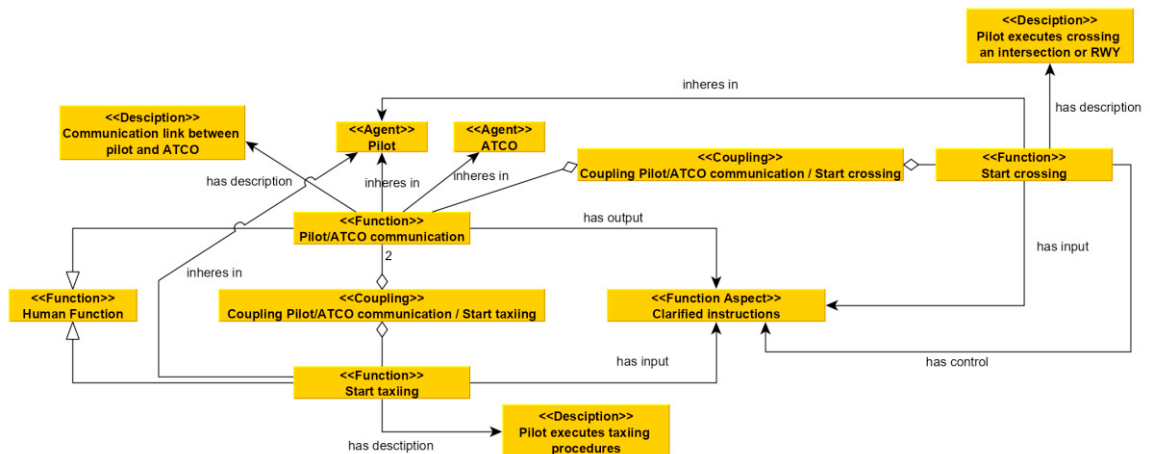 <<Desciption>>
Pilot executes crossing
an intersection or RWY
inheres in
has description
<<Desciption>>
Communication link between
pilot and ATCO
<<Agent>>
Pilot
<<Agent>>
ATCO
<<Coupling>>
Coupling Pilot/ATCO communication / Start crossing
<<Function>>
Start crossing
has description
inheres in
inheres in
<<Function>>
Pilot/ATCO communication
has output
2
has input
inheres in
<<Function>>
Human Function
<<Coupling>>
Coupling Pilot/ATCO communication / Start taxiing
<<Function Aspect>>
Clarified instructions
has input
has control
<<Function>>
Start taxiing
<<Desciption>>
Pilot executes taxiing
procedures
has desctiption